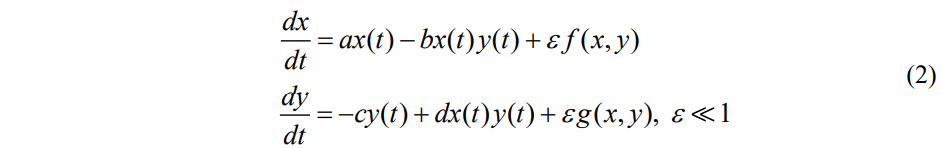 dx/dt = ax(t) − bx(t)y(t) + εf(x, y)
(2)
dy/dt = −cy(t) + dx(t)y(t) + εg(x, y), ε ≪ 1